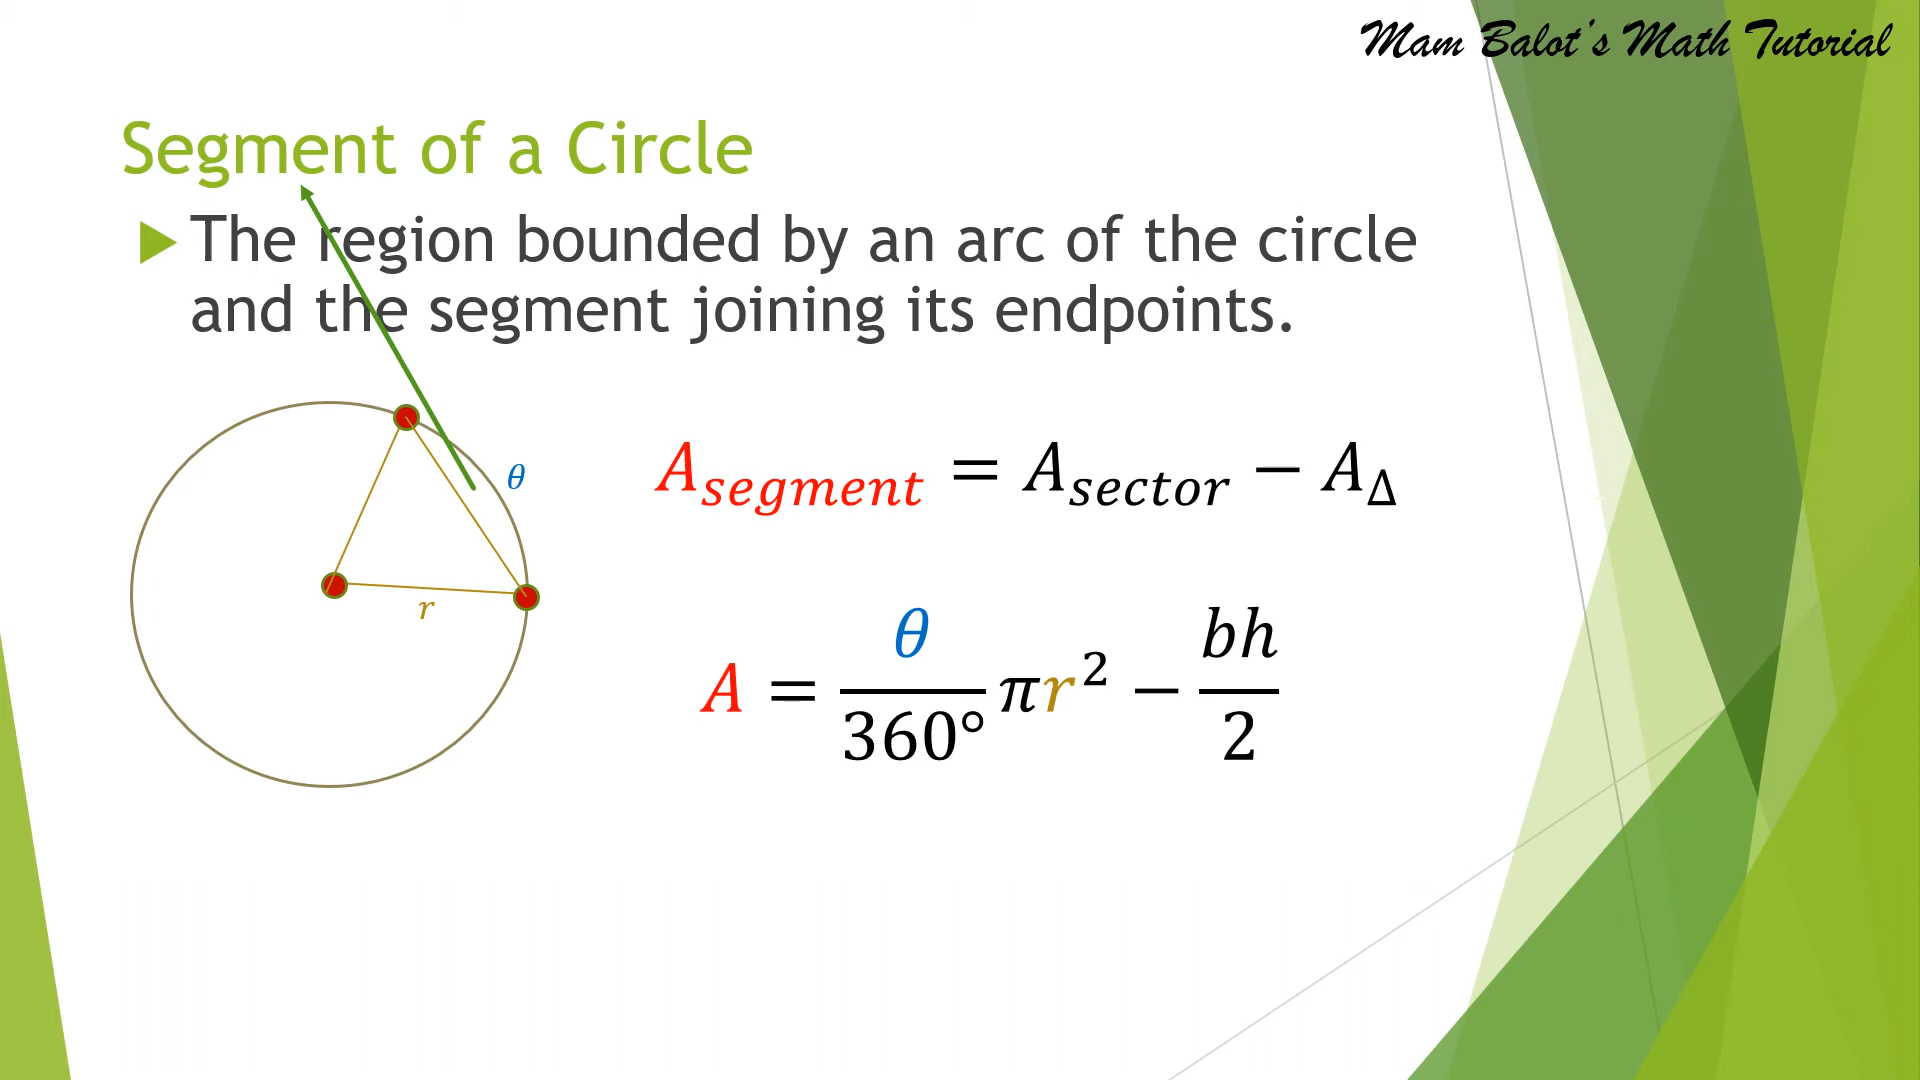 Mam Balot's Math Tutorial
Segment of a Circle
The region bounded by an arc of the circle
and the segment joining its endpoints.
θ
r
A_segment = A_sector − A_Δ
A = θ/360° πr² − bh/2